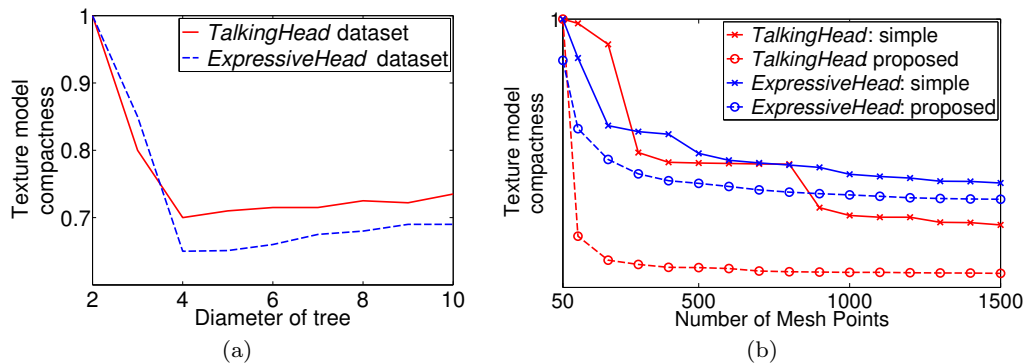 1
0.9
0.8
0.7
2
4
6
8
10
Texture model
compactness
Diameter of tree
TalkingHead dataset
ExpressiveHead dataset
(a)
1
50
500
1000
1500
Texture model
compactness
Number of Mesh Points
TalkingHead: simple
TalkingHead: proposed
ExpressiveHead: simple
ExpressiveHead: proposed
(b)